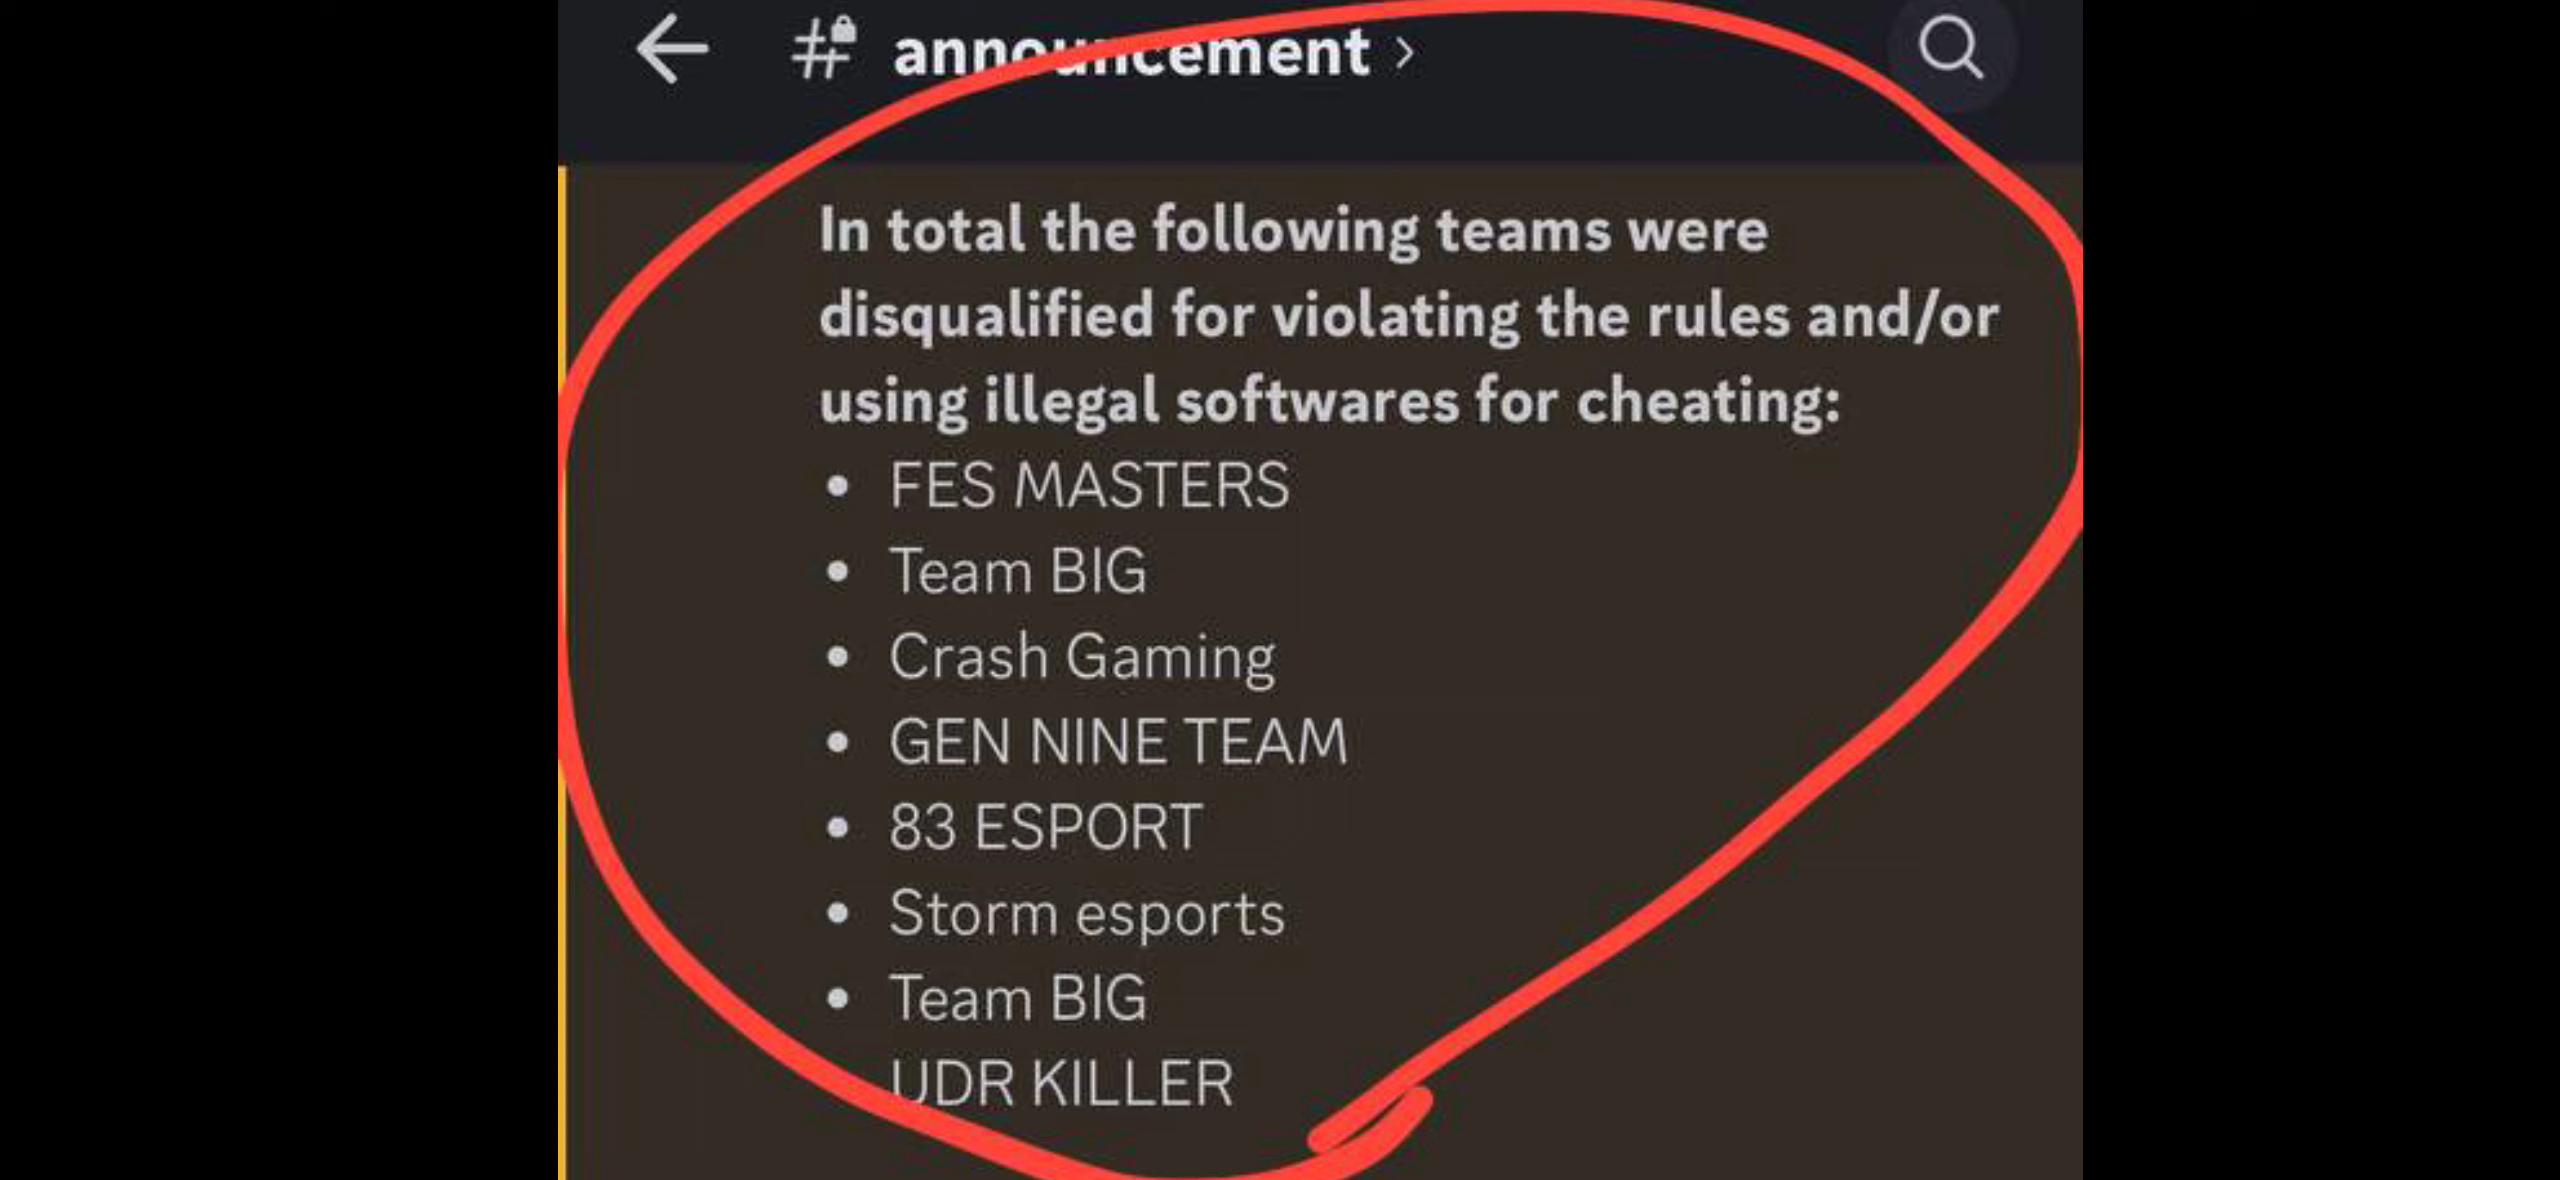 # announcement >
In total the following teams were
disqualified for violating the rules and/or
using illegal softwares for cheating:
• FES MASTERS
• Team BIG
• Crash Gaming
• GEN NINE TEAM
• 83 ESPORT
• Storm esports
• Team BIG
UDR KILLER